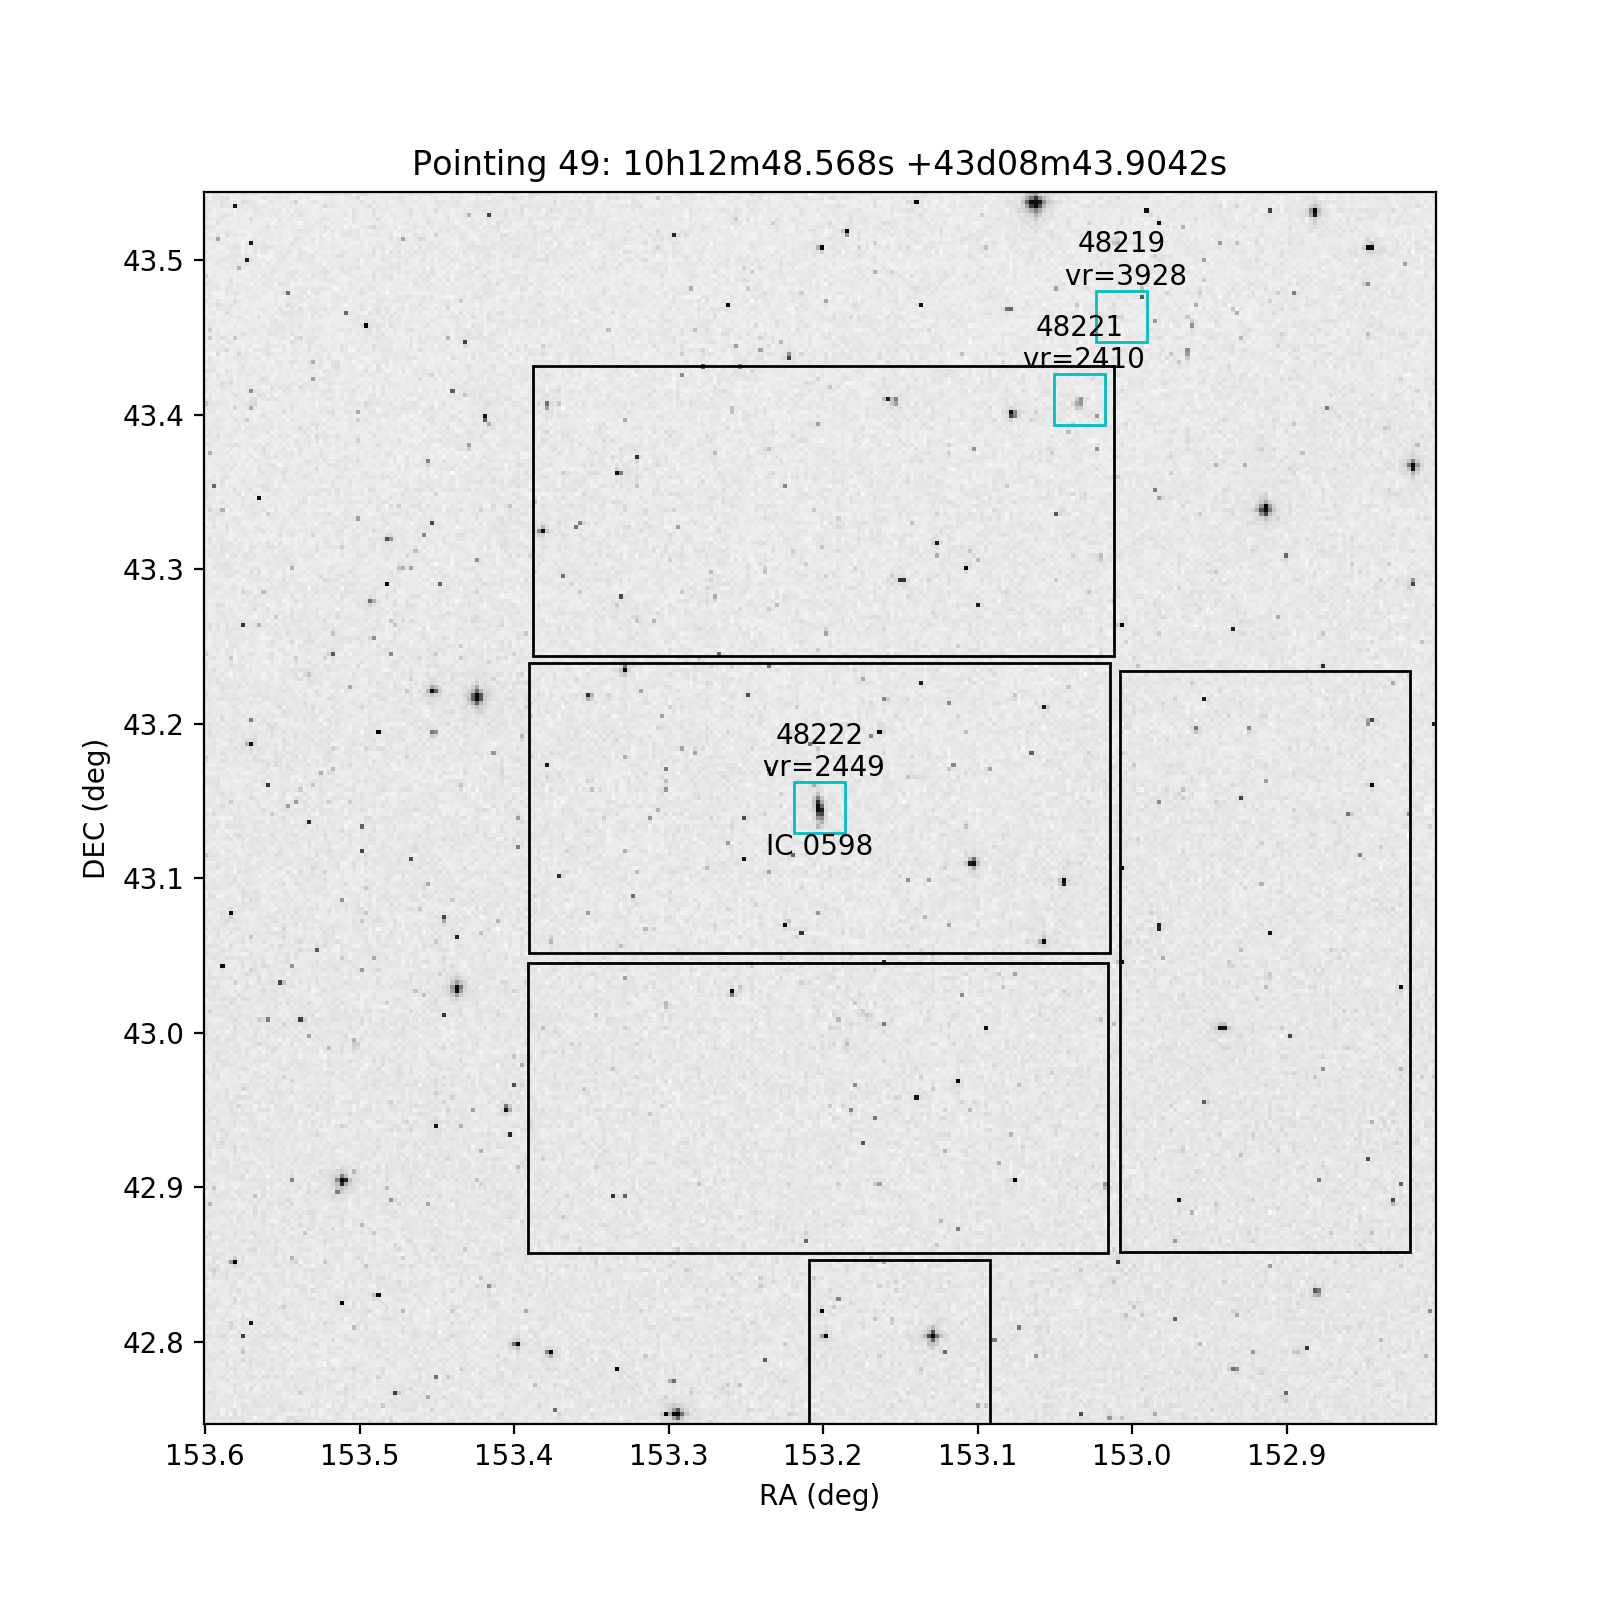 Pointing 49: 10h12m48.568s +43d08m43.9042s
48219
vr=3928
48221
vr=2410
48222
vr=2449
IC 0598
43.5
43.4
43.3
43.2
43.1
43.0
42.9
42.8
DEC (deg)
153.6 153.5 153.4 153.3 153.2 153.1 153.0 152.9
RA (deg)